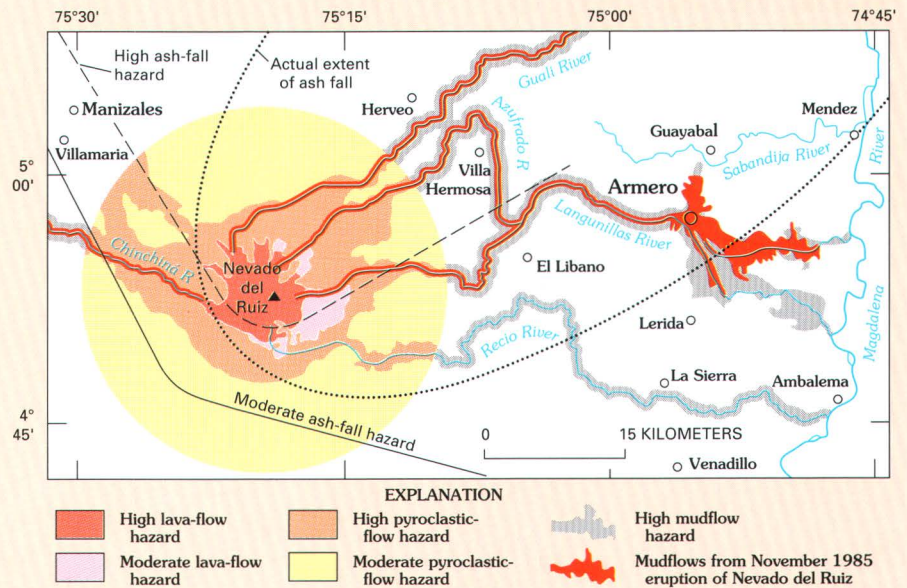 75°30'
75°15'
75°00'
74°45'
High ash-fall
hazard
Actual extent
of ash fall
Guali River
Manizales
Herveo
Azufrado R
Mendez
Guayabal
Villamaria
Sabandija River
River
5°
00'
Villa
Hermosa
Armero
Langunillas River
Chinchiná R
Nevado
del
Ruiz
El Libano
Magdalena
Lerida
Recio River
La Sierra
Ambalema
4°
45'
Moderate ash-fall hazard
0
15 KILOMETERS
Venadillo
EXPLANATION
High lava-flow
hazard
High pyroclastic-
flow hazard
High mudflow
hazard
Moderate lava-flow
hazard
Moderate pyroclastic-
flow hazard
Mudflows from November 1985
eruption of Nevado del Ruiz